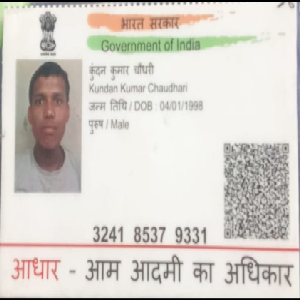 भारत सरकार
Government of India
कुंदन कुमार चौधरी
Kundan Kumar Chaudhari
जन्म तिथि / DOB : 04/01/1998
पुरुष / Male
3241 8537 9331
आधार - आम आदमी का अधिकार